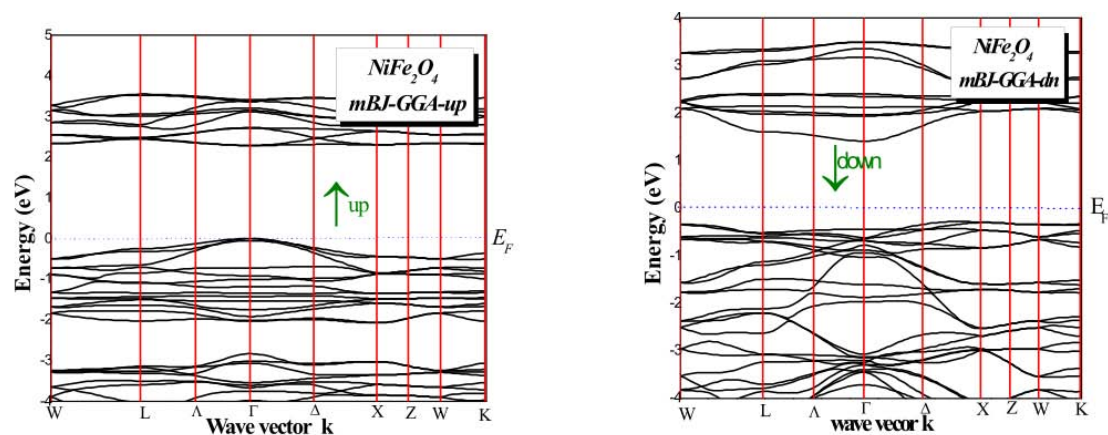 5
4
3
2
1
0
-1
-2
-3
-4
Energy (eV)
NiFe2O4
mBJ-GGA-up
up
EF
W L Λ Γ Δ X Z W K
Wave vector k
4
3
2
1
0
-1
-2
-3
-4
Energy (eV)
NiFe2O4
mBJ-GGA-dn
down
EF
W L Λ Γ Δ X Z W K
wave vecor k